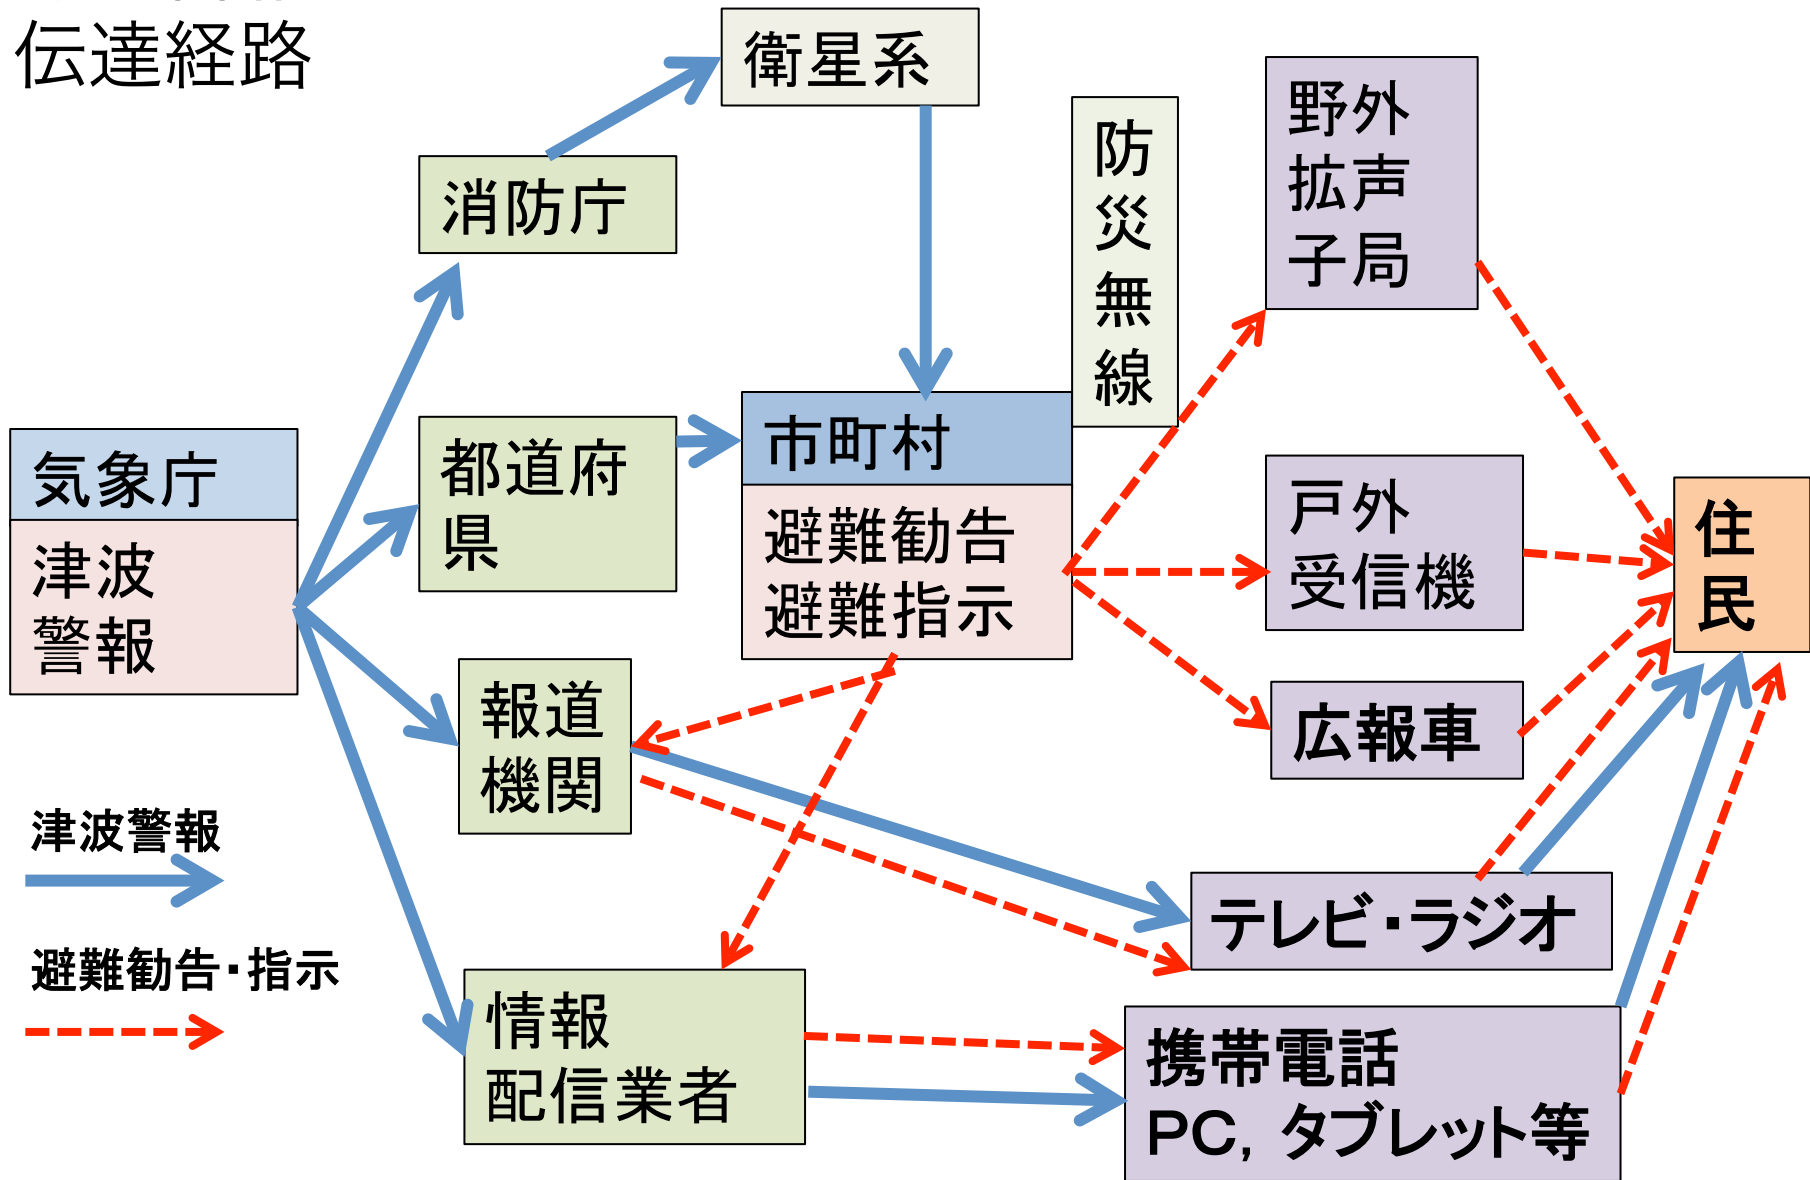 伝達経路
衛星系
消防庁
防
災
無
線
野外
拡声
子局
気象庁
津波
警報
都道府
県
市町村
避難勧告
避難指示
戸外
受信機
住
民
報道
機関
広報車
津波警報
避難勧告・指示
テレビ・ラジオ
情報
配信業者
携帯電話
PC, タブレット等